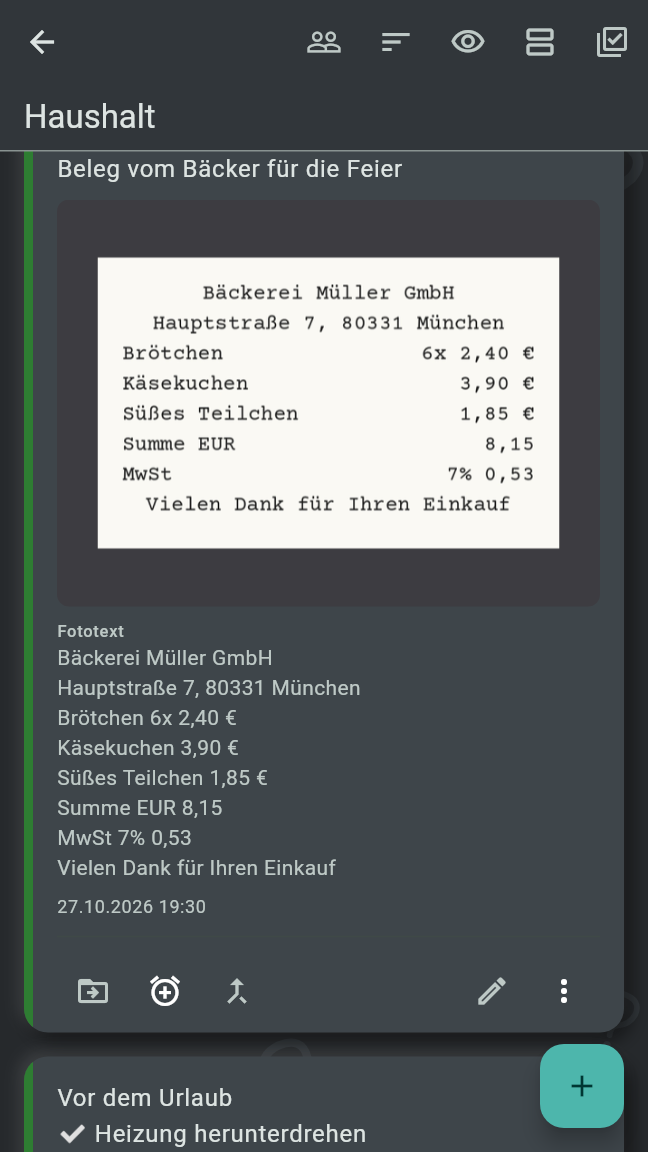 Haushalt
Beleg vom Bäcker für die Feier
Bäckerei Müller GmbH
Hauptstraße 7, 80331 München
Brötchen 6x 2,40 €
Käsekuchen 3,90 €
Süßes Teilchen 1,85 €
Summe EUR 8,15
MwSt 7% 0,53
Vielen Dank für Ihren Einkauf
Fototext
Bäckerei Müller GmbH
Hauptstraße 7, 80331 München
Brötchen 6x 2,40 €
Käsekuchen 3,90 €
Süßes Teilchen 1,85 €
Summe EUR 8,15
MwSt 7% 0,53
Vielen Dank für Ihren Einkauf
27.10.2026 19:30
Vor dem Urlaub
Heizung herunterdrehen